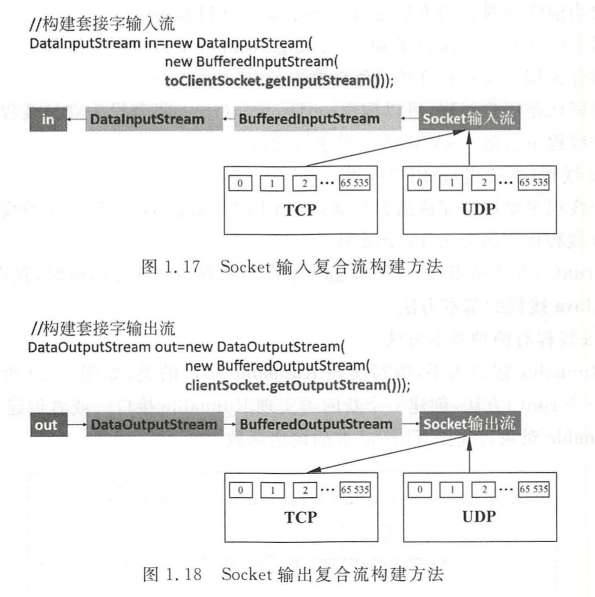 //构建套接字输入流
DataInputStream in=new DataInputStream(
new BufferedInputStream(
toClientSocket.getInputStream()));
in DataInputStream BufferedInputStream Socket输入流
0 1 2 … 65 535 0 1 2 … 65 535
TCP UDP
图 1.17 Socket 输入复合流构建方法
//构建套接字输出流
DataOutputStream out=new DataOutputStream(
new BufferedOutputStream(
clientSocket.getOutputStream()));
out DataOutputStream BufferedOutputStream Socket输出流
0 1 2 … 65 535 0 1 2 … 65 535
TCP UDP
图 1.18 Socket 输出复合流构建方法